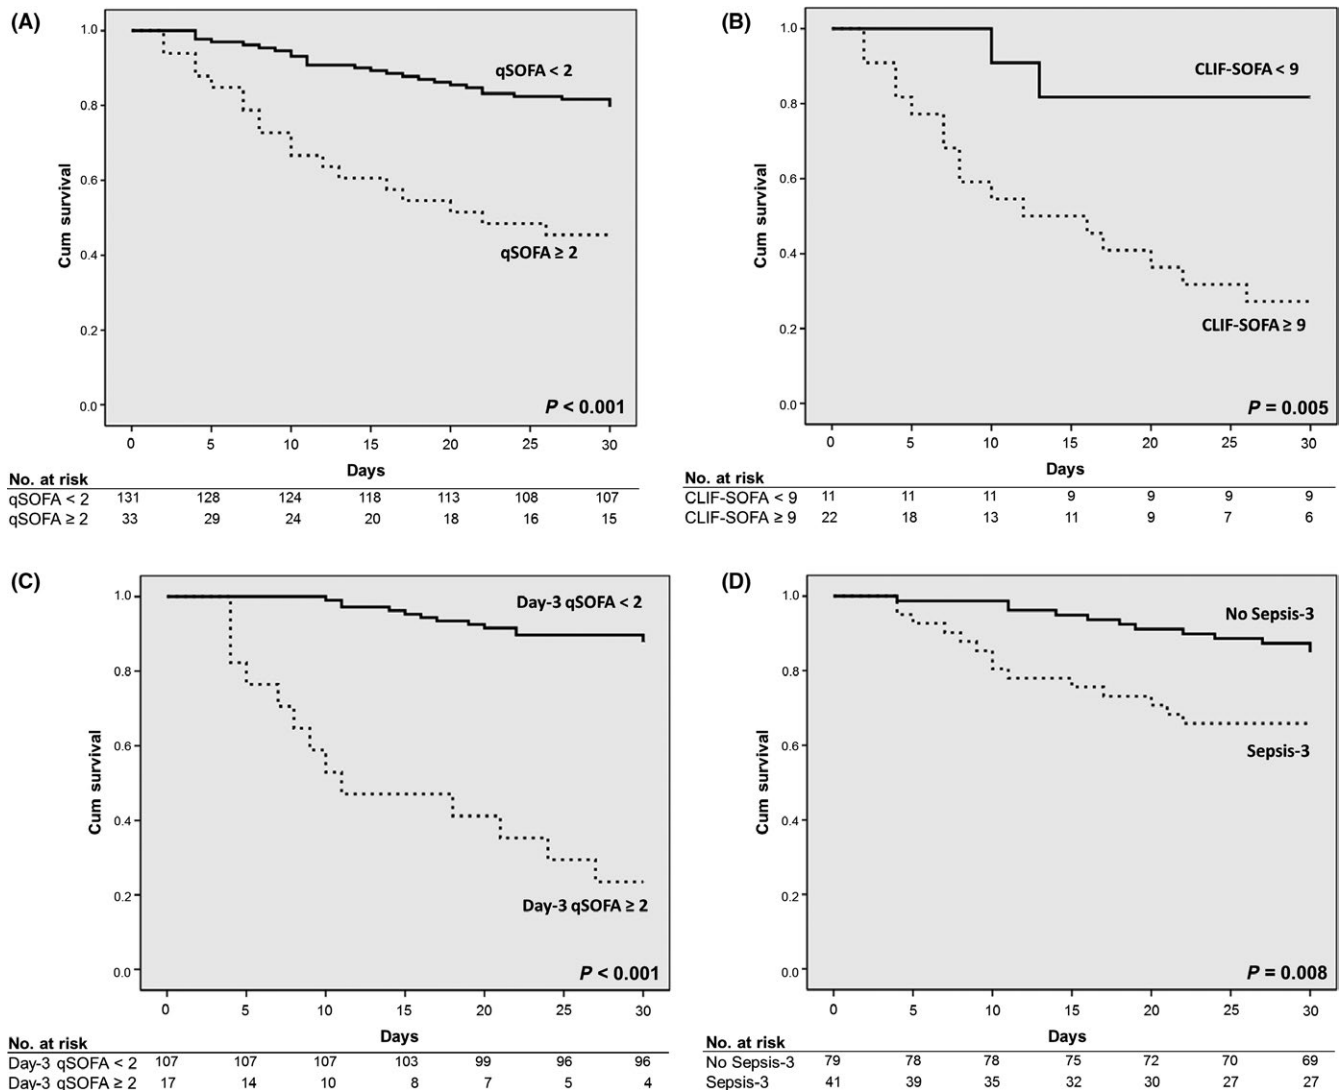 (A)
1.0
0.8
0.6
0.4
0.2
0.0
Cum survival
qSOFA < 2
qSOFA ≥ 2
P < 0.001
0 5 10 15 20 25 30
Days
No. at risk
qSOFA < 2 131 128 124 118 113 108 107
qSOFA ≥ 2 33 29 24 20 18 16 15
(B)
1.0
0.8
0.6
0.4
0.2
0.0
Cum survival
CLIF-SOFA < 9
CLIF-SOFA ≥ 9
P = 0.005
0 5 10 15 20 25 30
Days
No. at risk
CLIF-SOFA < 9 11 11 11 9 9 9 9
CLIF-SOFA ≥ 9 22 18 13 11 9 7 6
(C)
1.0
0.8
0.6
0.4
0.2
0.0
Cum survival
Day-3 qSOFA < 2
Day-3 qSOFA ≥ 2
P < 0.001
0 5 10 15 20 25 30
Days
No. at risk
Day-3 qSOFA < 2 107 107 107 103 99 96 96
Day-3 qSOFA ≥ 2 17 14 10 8 7 5 4
(D)
1.0
0.8
0.6
0.4
0.2
0.0
Cum survival
No Sepsis-3
Sepsis-3
P = 0.008
0 5 10 15 20 25 30
Days
No. at risk
No Sepsis-3 79 78 78 75 72 70 69
Sepsis-3 41 39 35 32 30 27 27